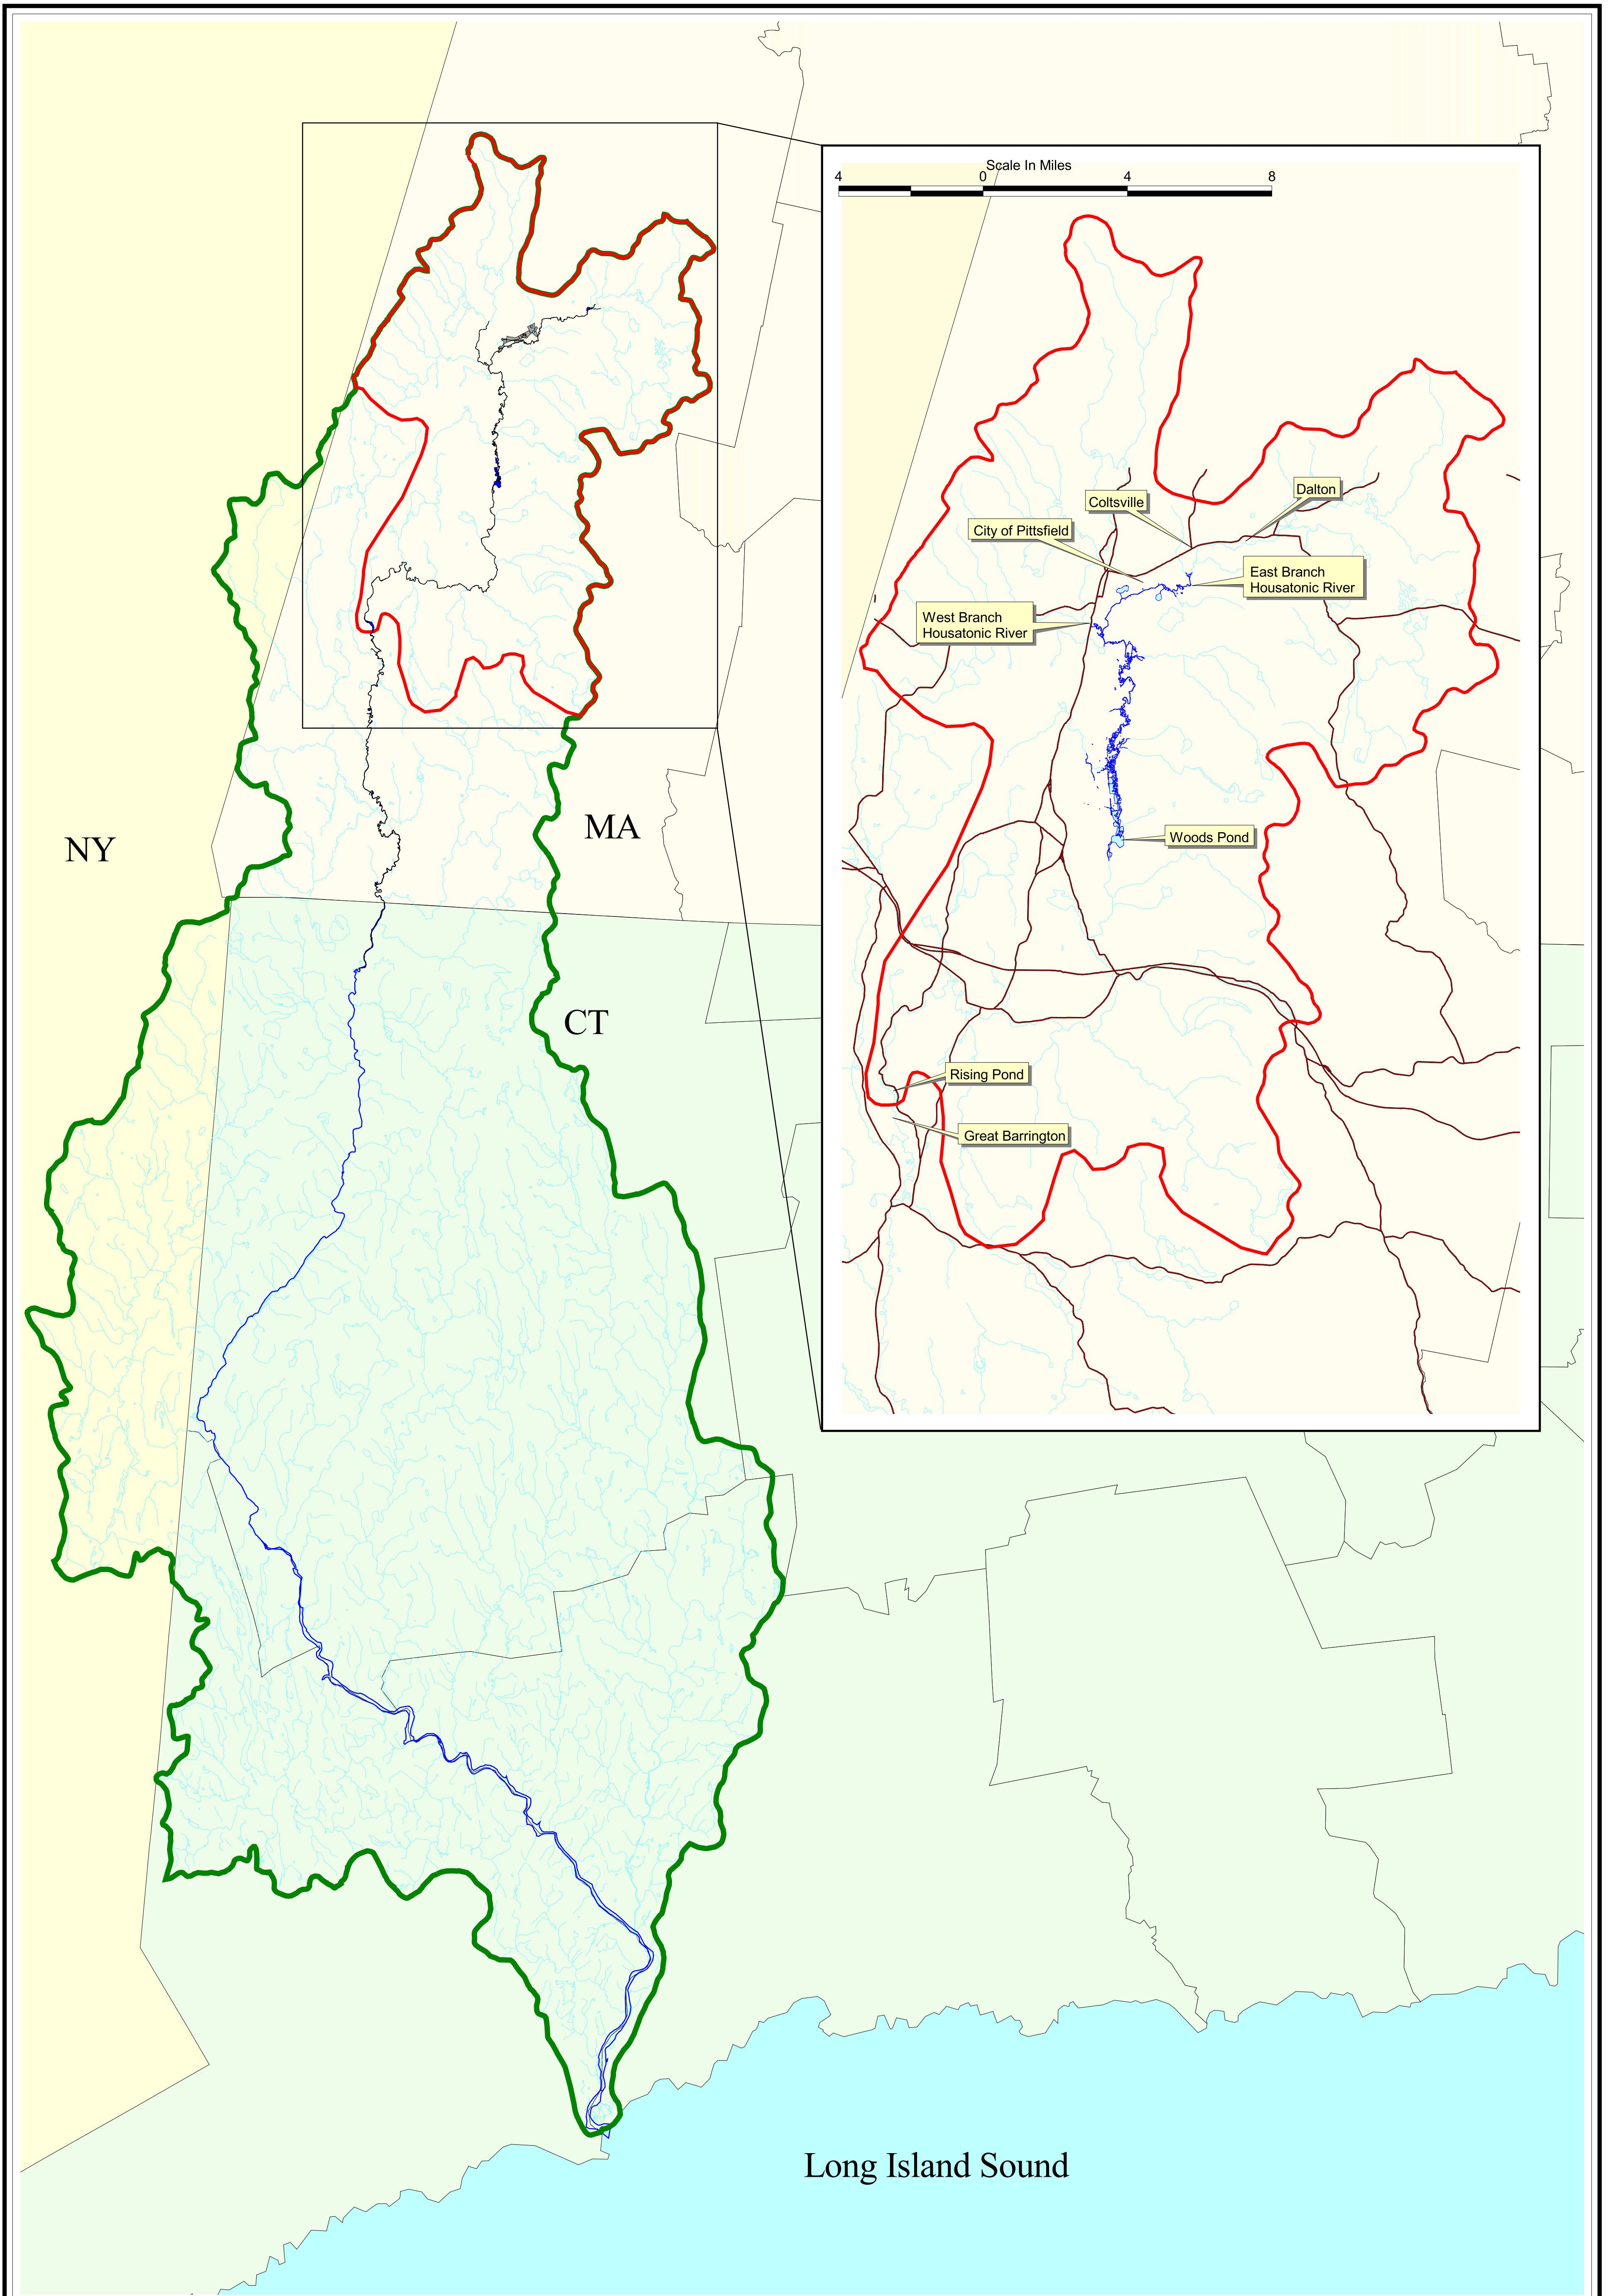 Scale In Miles
4 0 4 8
Dalton
Coltsville
City of Pittsfield
East Branch
Housatonic River
West Branch
Housatonic River
Woods Pond
NY
MA
CT
Rising Pond
Great Barrington
Long Island Sound